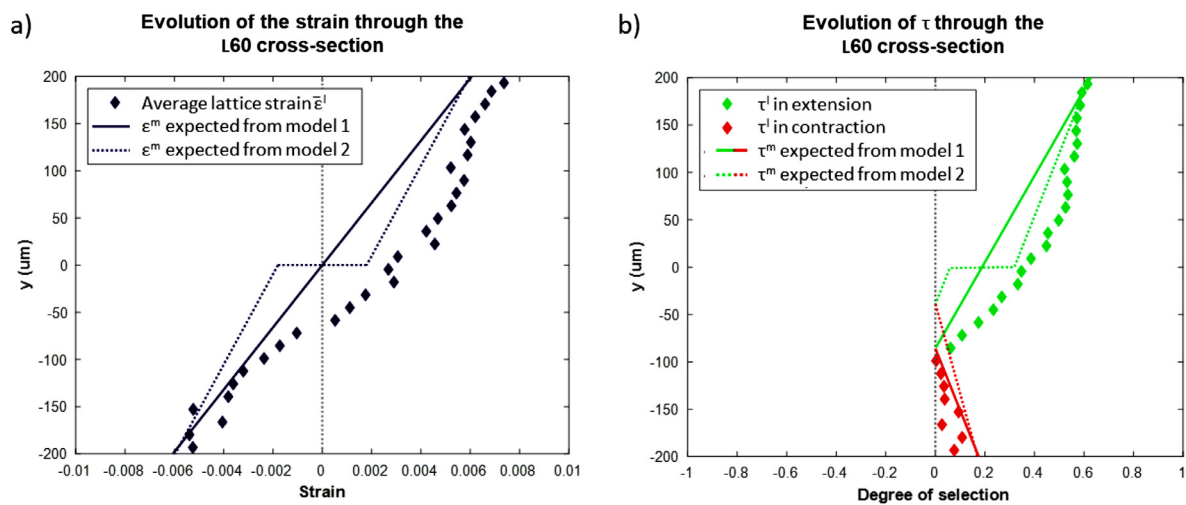 a)
Evolution of the strain through the
L60 cross-section
200
150
100
50
0
-50
-100
-150
-200
y (um)
Average lattice strain ε̄ˡ
εᵐ expected from model 1
εᵐ expected from model 2
-0.01
-0.008
-0.006
-0.004
-0.002
0
0.002
0.004
0.006
0.008
0.01
Strain
b)
Evolution of τ through the
L60 cross-section
200
150
100
50
0
-50
-100
-150
-200
y (um)
τˡ in extension
τˡ in contraction
τᵐ expected from model 1
τᵐ expected from model 2
-1
-0.8
-0.6
-0.4
-0.2
0
0.2
0.4
0.6
0.8
1
Degree of selection